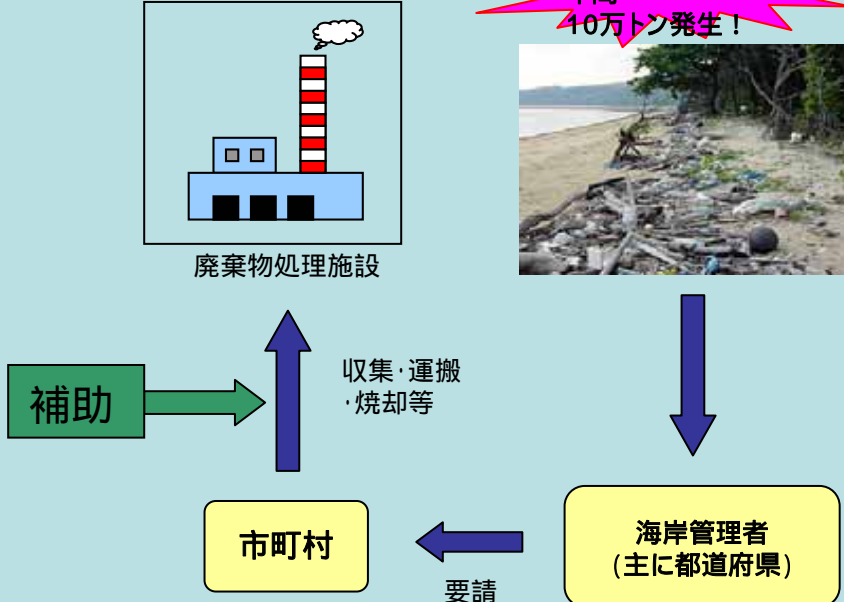 10万トン発生！
廃棄物処理施設
収集・運搬
・焼却等
補助
市町村
要請
海岸管理者
(主に都道府県)